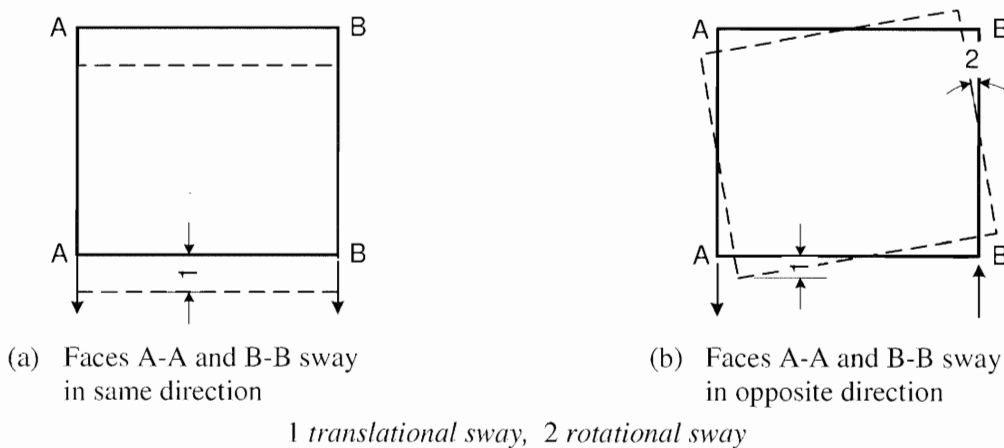 A B A B
2
A B A B
1 1
(a) Faces A-A and B-B sway (b) Faces A-A and B-B sway
in same direction in opposite direction
1 translational sway, 2 rotational sway